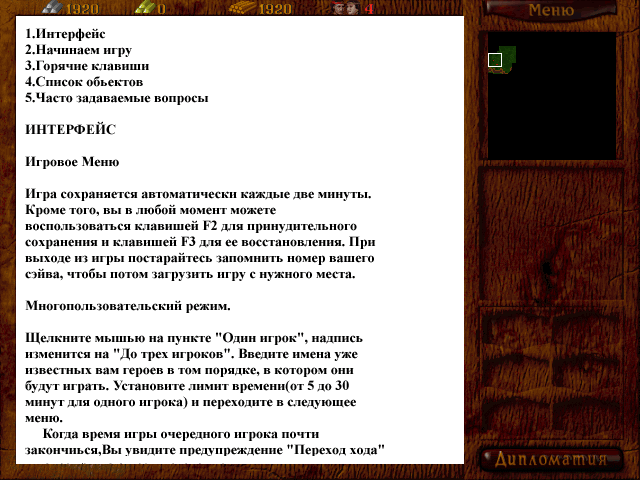 1920 0 1920 4
Меню
1.Интерфейс
2.Начинаем игру
3.Горячие клавиши
4.Список обьектов
5.Часто задаваемые вопросы
ИНТЕРФЕЙС
Игровое Меню
Игра сохраняется автоматически каждые две минуты.
Кроме того, вы в любой момент можете
воспользоваться клавишей F2 для принудительного
сохранения и клавишей F3 для ее восстановления. При
выходе из игры постарайтесь запомнить номер вашего
сэйва, чтобы потом загрузить игру с нужного места.
Многопользовательский режим.
Щелкните мышью на пункте "Один игрок", надпись
изменится на "До трех игроков". Введите имена уже
известных вам героев в том порядке, в котором они
будут играть. Установите лимит времени(от 5 до 30
минут для одного игрока) и переходите в следующее
меню.
Когда время игры очередного игрока почти
закончнься,Вы увидите предупреждение "Переход хода"
Дипломатия